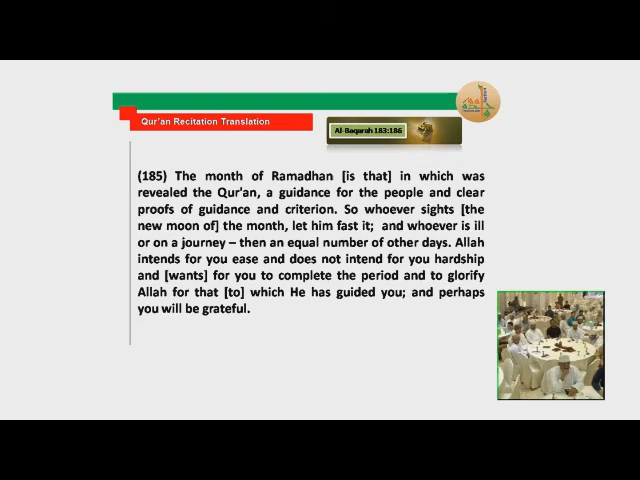 Qur'an Recitation Translation
Al-Baqarah 183:186
(185) The month of Ramadhan [is that] in which was
revealed the Qur'an, a guidance for the people and clear
proofs of guidance and criterion. So whoever sights [the
new moon of] the month, let him fast it;  and whoever is ill
or on a journey – then an equal number of other days. Allah
intends for you ease and does not intend for you hardship
and [wants] for you to complete the period and to glorify
Allah for that [to] which He has guided you; and perhaps
you will be grateful.